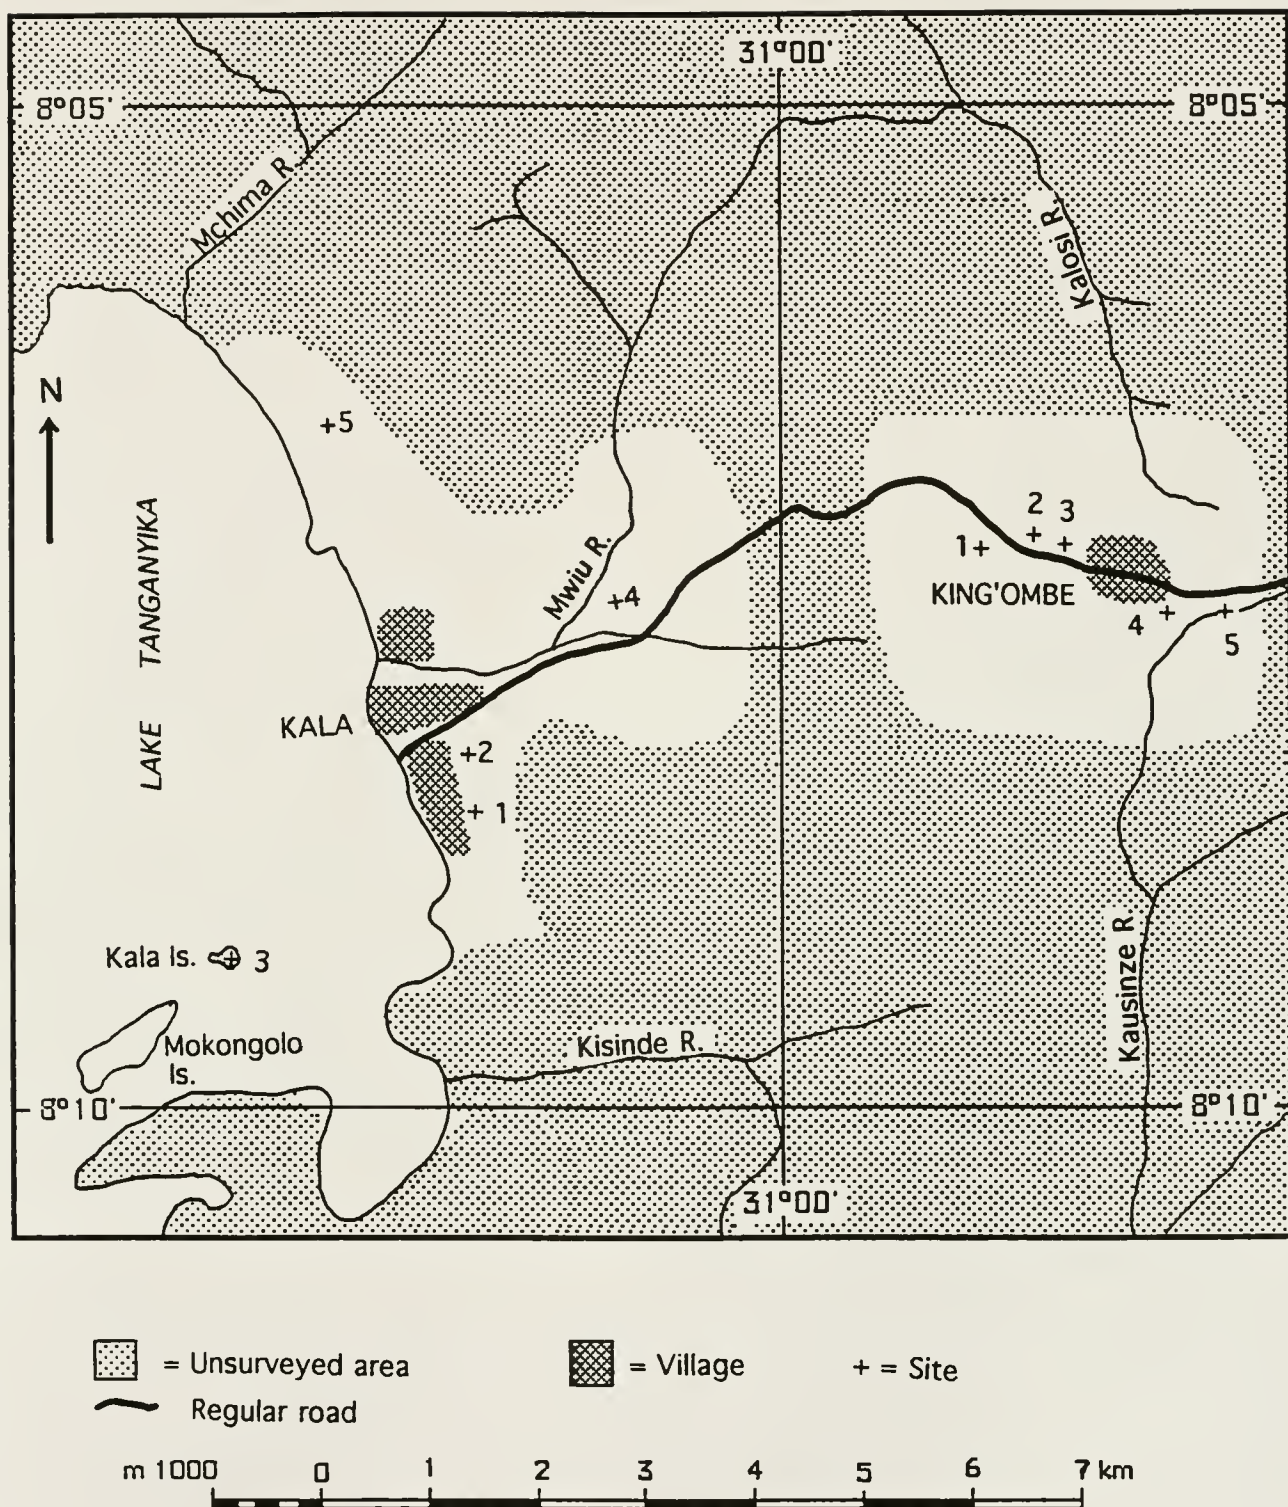 31°00'
8°05'
8°05'
Mchima R.
Kalosi R.
N
+5
LAKE TANGANYIKA
2 3
1+
Mwiu R.
+4
KING'OMBE
4
5
KALA
+2
+ 1
Kala Is.
3
Mokongolo
Is.
Kisinde R.
Kausinze R.
8°10'
8°10'
31°00'
= Unsurveyed area
= Village
+ = Site
Regular road
m 1000 0 1 2 3 4 5 6 7 km